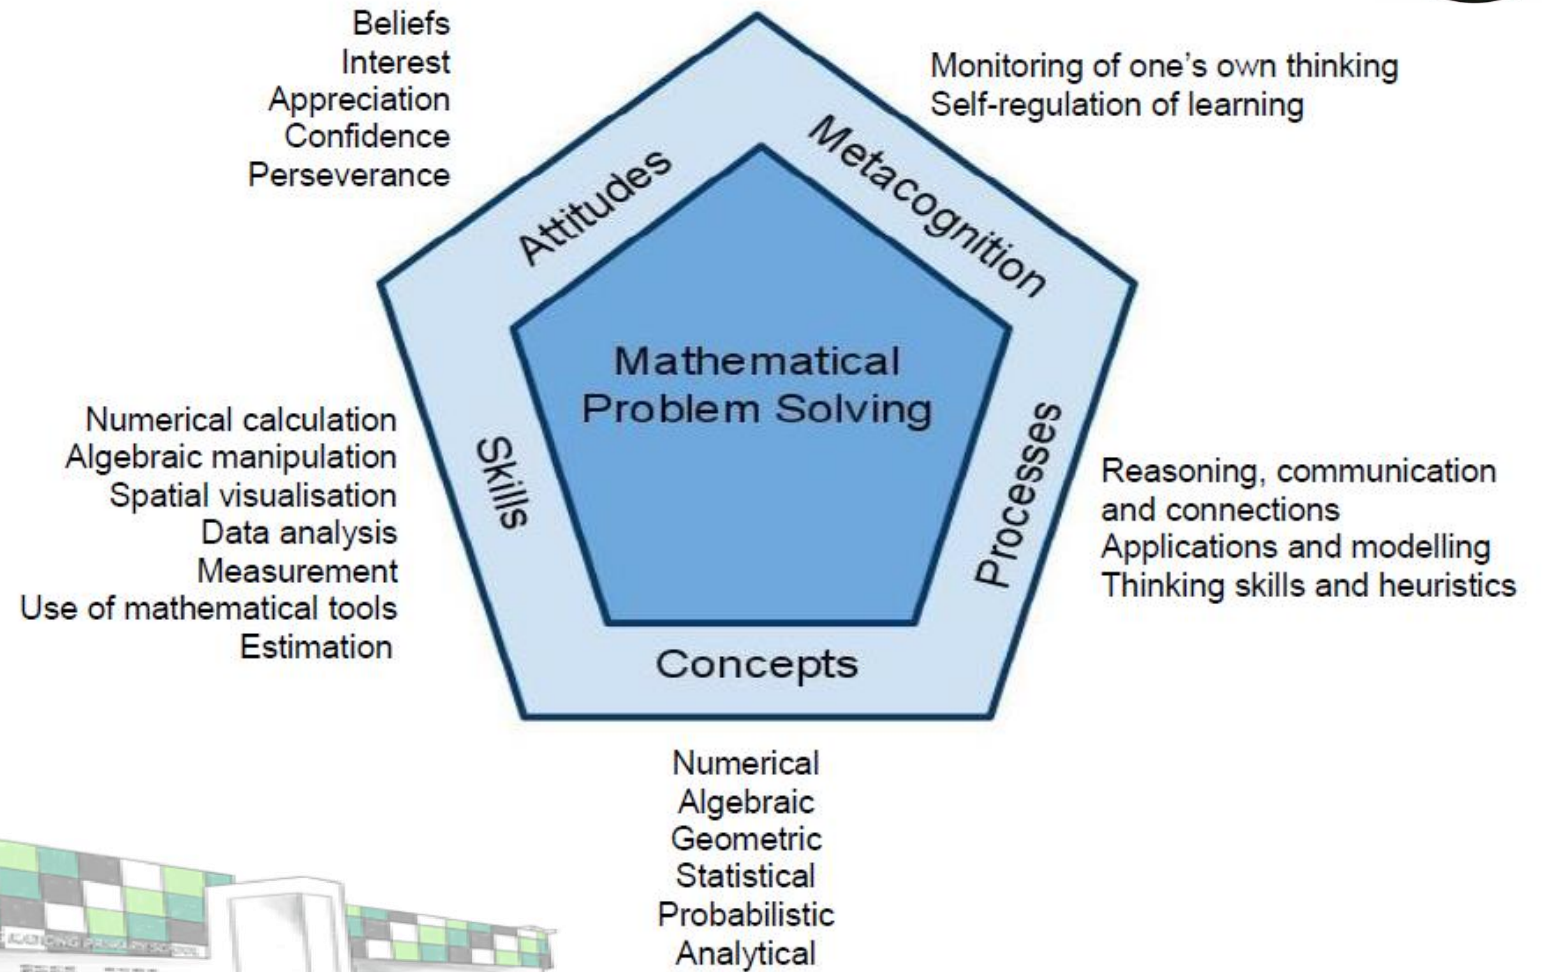 Beliefs
Interest
Appreciation
Confidence
Perseverance
Monitoring of one's own thinking
Self-regulation of learning
Attitudes
Metacognition
Mathematical
Problem Solving
Skills
Processes
Concepts
Numerical calculation
Algebraic manipulation
Spatial visualisation
Data analysis
Measurement
Use of mathematical tools
Estimation
Reasoning, communication
and connections
Applications and modelling
Thinking skills and heuristics
Numerical
Algebraic
Geometric
Statistical
Probabilistic
Analytical
PRIMARY SCHOOL